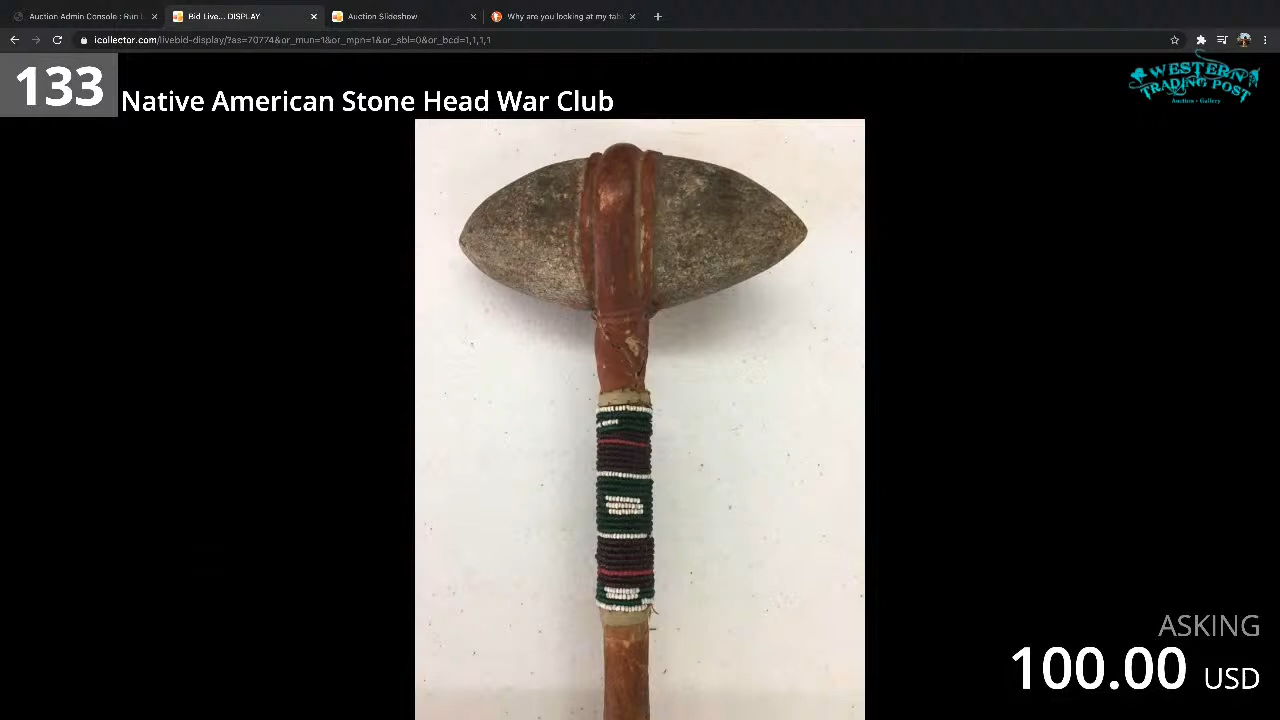 Auction Admin Console : Run L
Bid Live... DISPLAY
Auction Slideshow
Why are you looking at my tab
icollector.com/livebid-display/?as=70774&or_mun=1&or_mpn=1&or_sbl=0&or_bcd=1,1,1,1
133
Native American Stone Head War Club
WESTERN
TRADING POST
Auction • Gallery
ASKING
100.00 USD